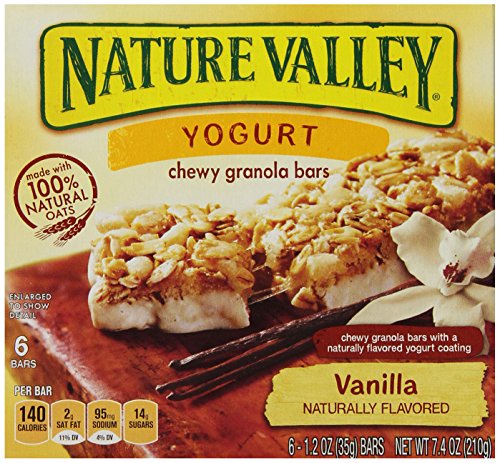 NATURE VALLEY®
YOGURT
chewy granola bars
made with
100%
NATURAL
OATS
ENLARGED
TO SHOW
DETAIL
6
BARS
chewy granola bars with a
naturally flavored yogurt coating
Vanilla
NATURALLY FLAVORED
PER BAR
140
CALORIES
2g
SAT FAT
11% DV
95mg
SODIUM
4% DV
14g
SUGARS
6 - 1.2 OZ (35g) BARS NET WT 7.4 OZ (210g)